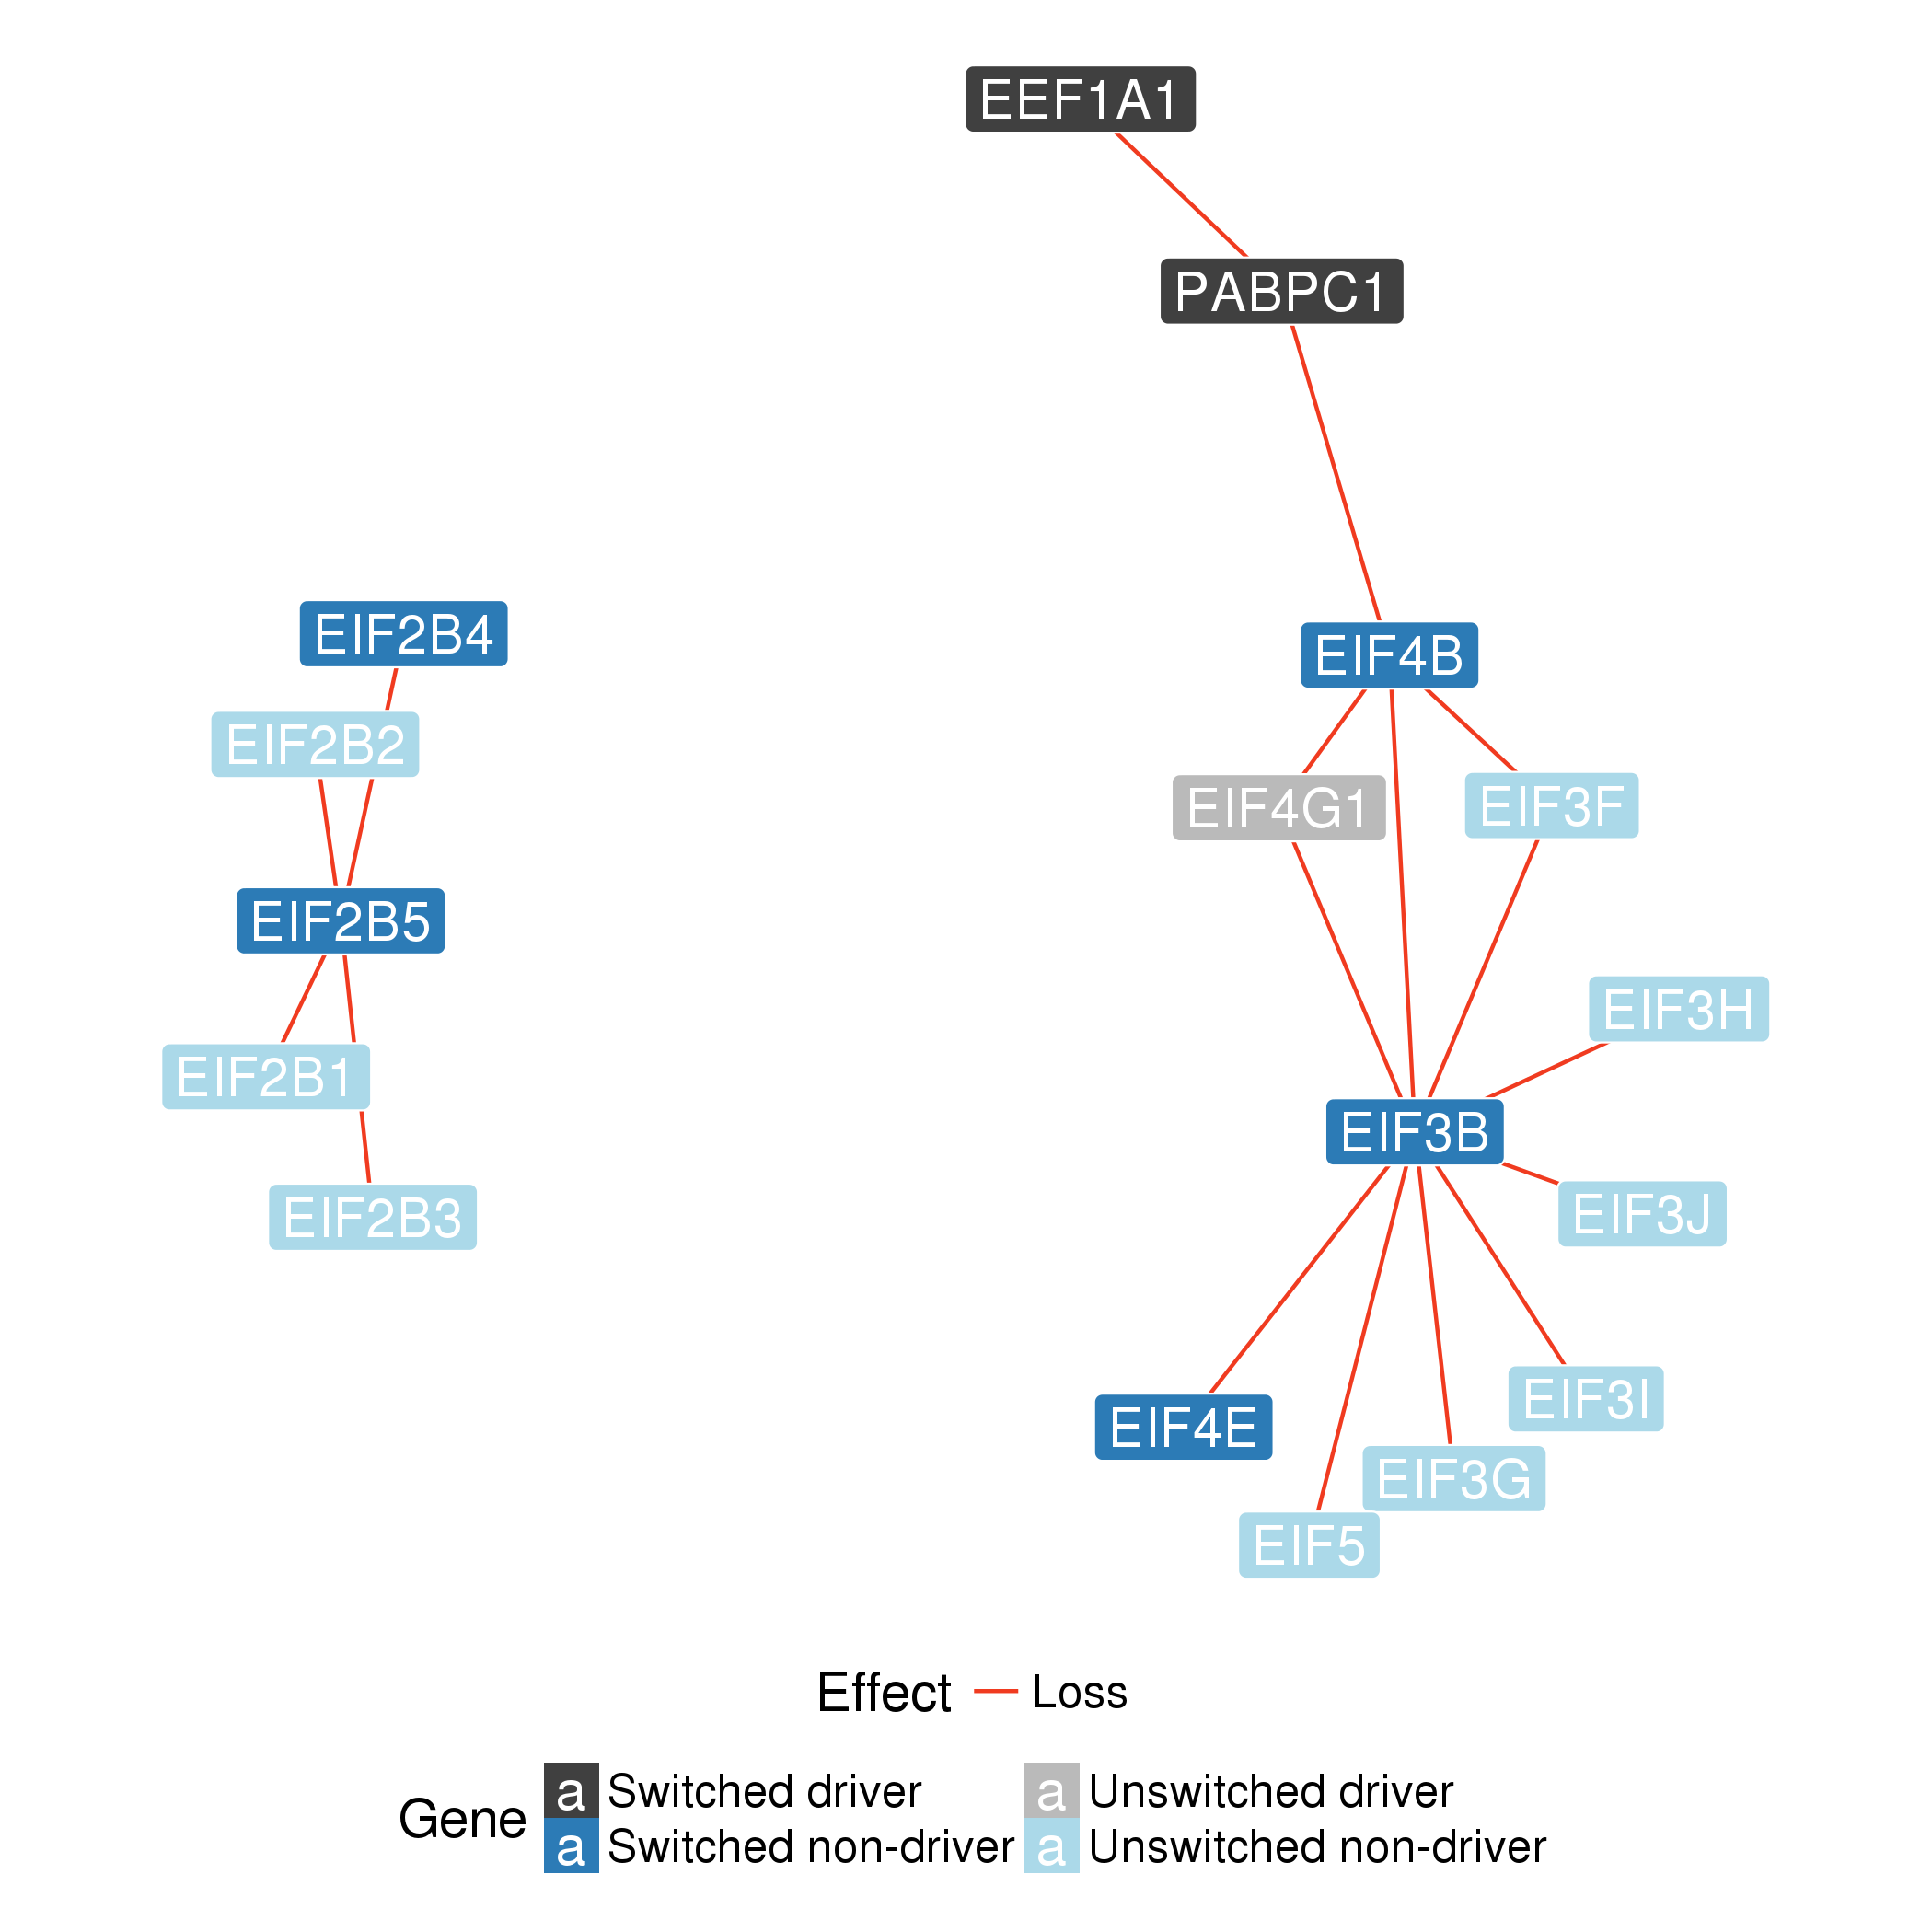 EEF1A1
PABPC1
EIF2B4
EIF4B
EIF2B2
EIF4G1
EIF3F
EIF2B5
EIF3H
EIF2B1
EIF3B
EIF2B3
EIF3J
EIF3I
EIF4E
EIF3G
EIF5
Effect Loss
Gene
a Switched driver a Unswitched driver
a Switched non-driver a Unswitched non-driver